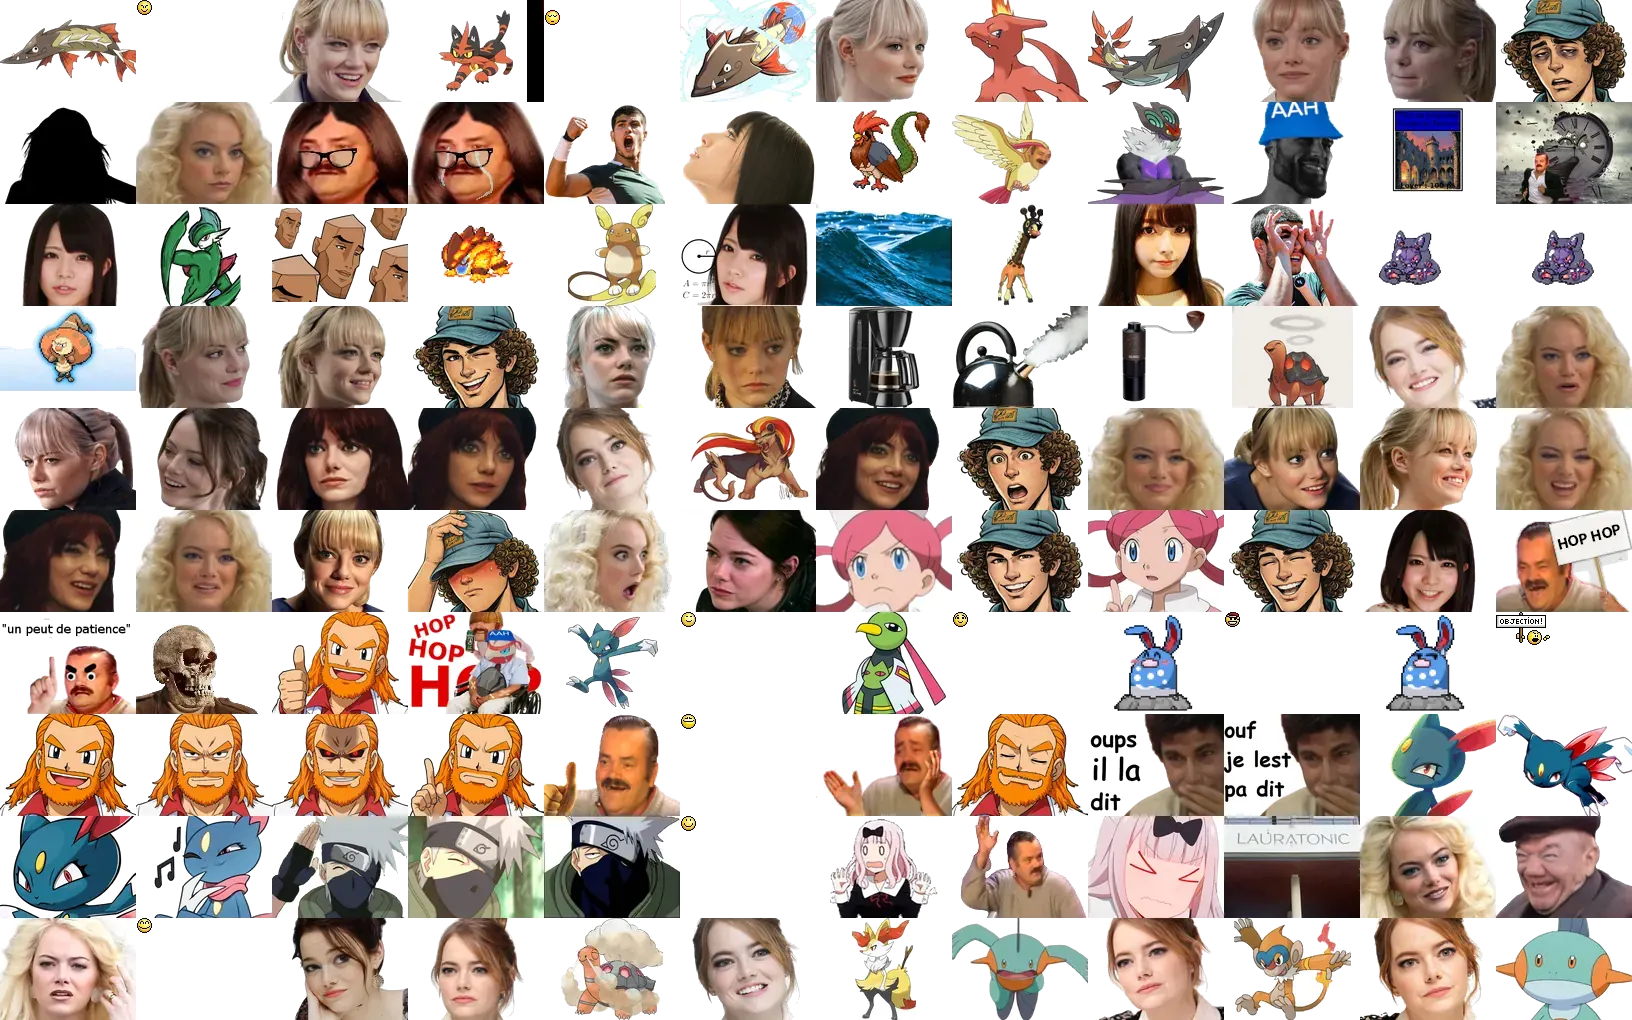 AAH
A = π
C = 2πr
"un peut de patience"
HOP
HOP
H
AAH
HOP HOP
OBJECTION!
oups
il la
dit
ouf
je lest
pa dit
LAURATONIC